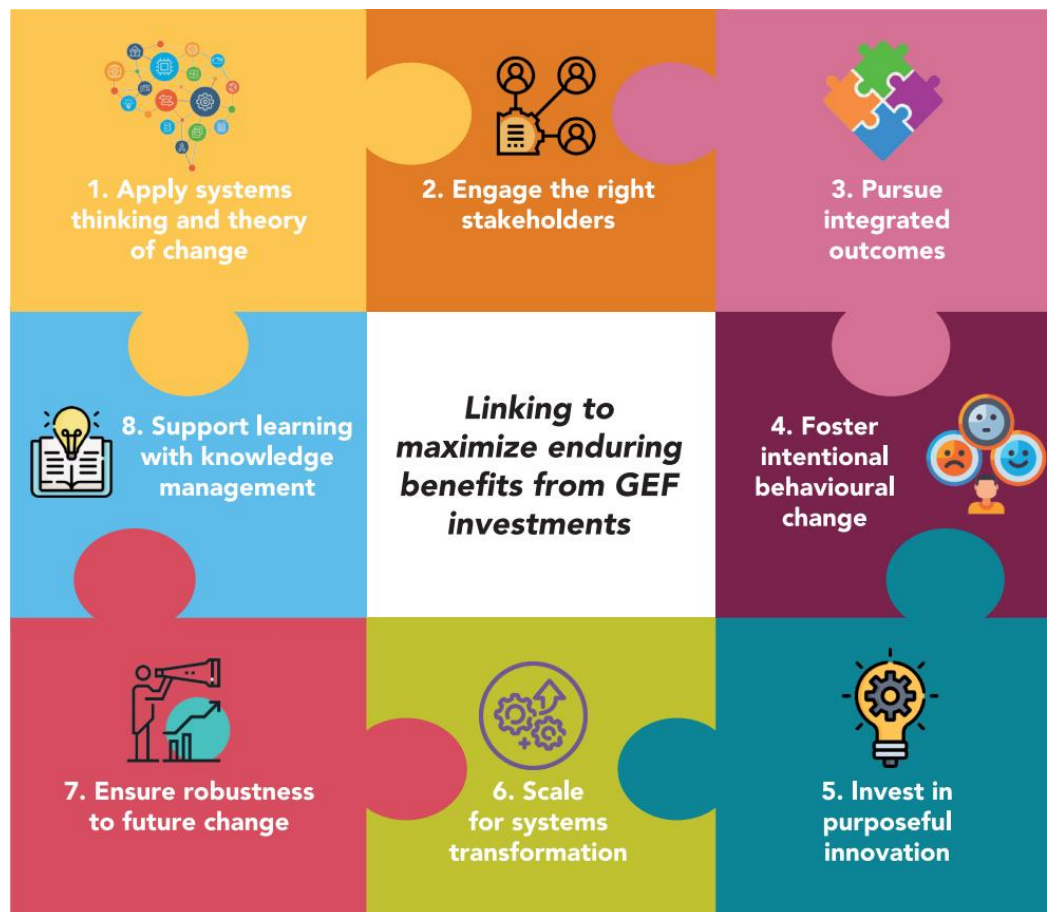 1. Apply systems
thinking and theory
of change
2. Engage the right
stakeholders
3. Pursue
integrated
outcomes
8. Support learning
with knowledge
management
Linking to
maximize enduring
benefits from GEF
investments
4. Foster
intentional
behavioural
change
7. Ensure robustness
to future change
6. Scale
for systems
transformation
5. Invest in
purposeful
innovation